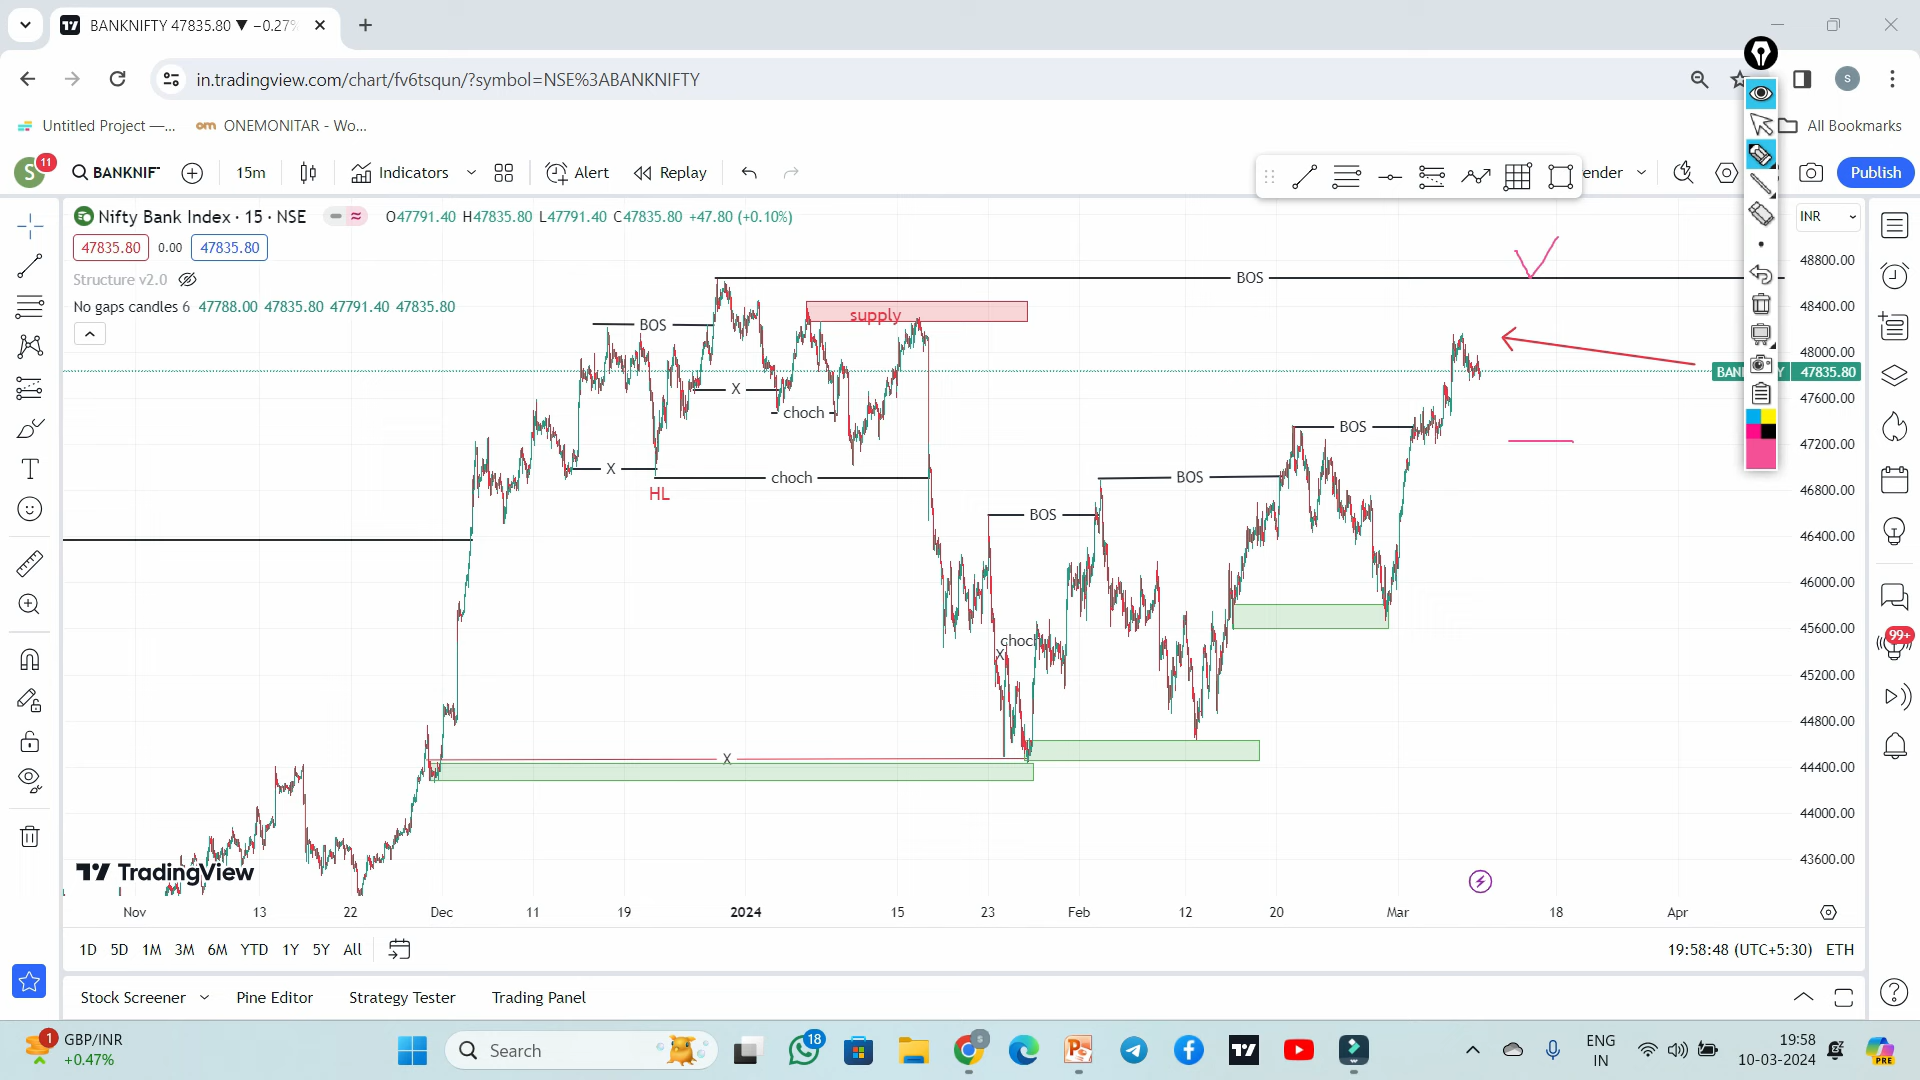 BANKNIFTY 47835.80 ▼ −0.27%
in.tradingview.com/chart/fv6tsqun/?symbol=NSE%3ABANKNIFTY
S
Untitled Project —...
ONEMONITAR - Wo...
All Bookmarks
S
11
BANKNIF
15m
Indicators
Alert
Replay
ender
Publish
Nifty Bank Index · 15 · NSE
O47791.40 H47835.80 L47791.40 C47835.80 +47.80 (+0.10%)
INR
47835.80
0.00
47835.80
Structure v2.0
No gaps candles 6 47788.00 47835.80 47791.40 47835.80
BOS
supply
BOS
X
choch
BOS
X
choch
BOS
HL
BOS
choch
X
X
48800.00
48400.00
48000.00
BAN
Y
47835.80
47600.00
47200.00
46800.00
46400.00
46000.00
45600.00
45200.00
44800.00
44400.00
44000.00
43600.00
99+
TradingView
Nov
13
22
Dec
11
19
2024
15
23
Feb
12
20
Mar
18
Apr
1D 5D 1M 3M 6M YTD 1Y 5Y All
19:58:48 (UTC+5:30) ETH
Stock Screener
Pine Editor
Strategy Tester
Trading Panel
1
GBP/INR
+0.47%
Search
18
S
ENG
IN
19:58
10-03-2024
PRE